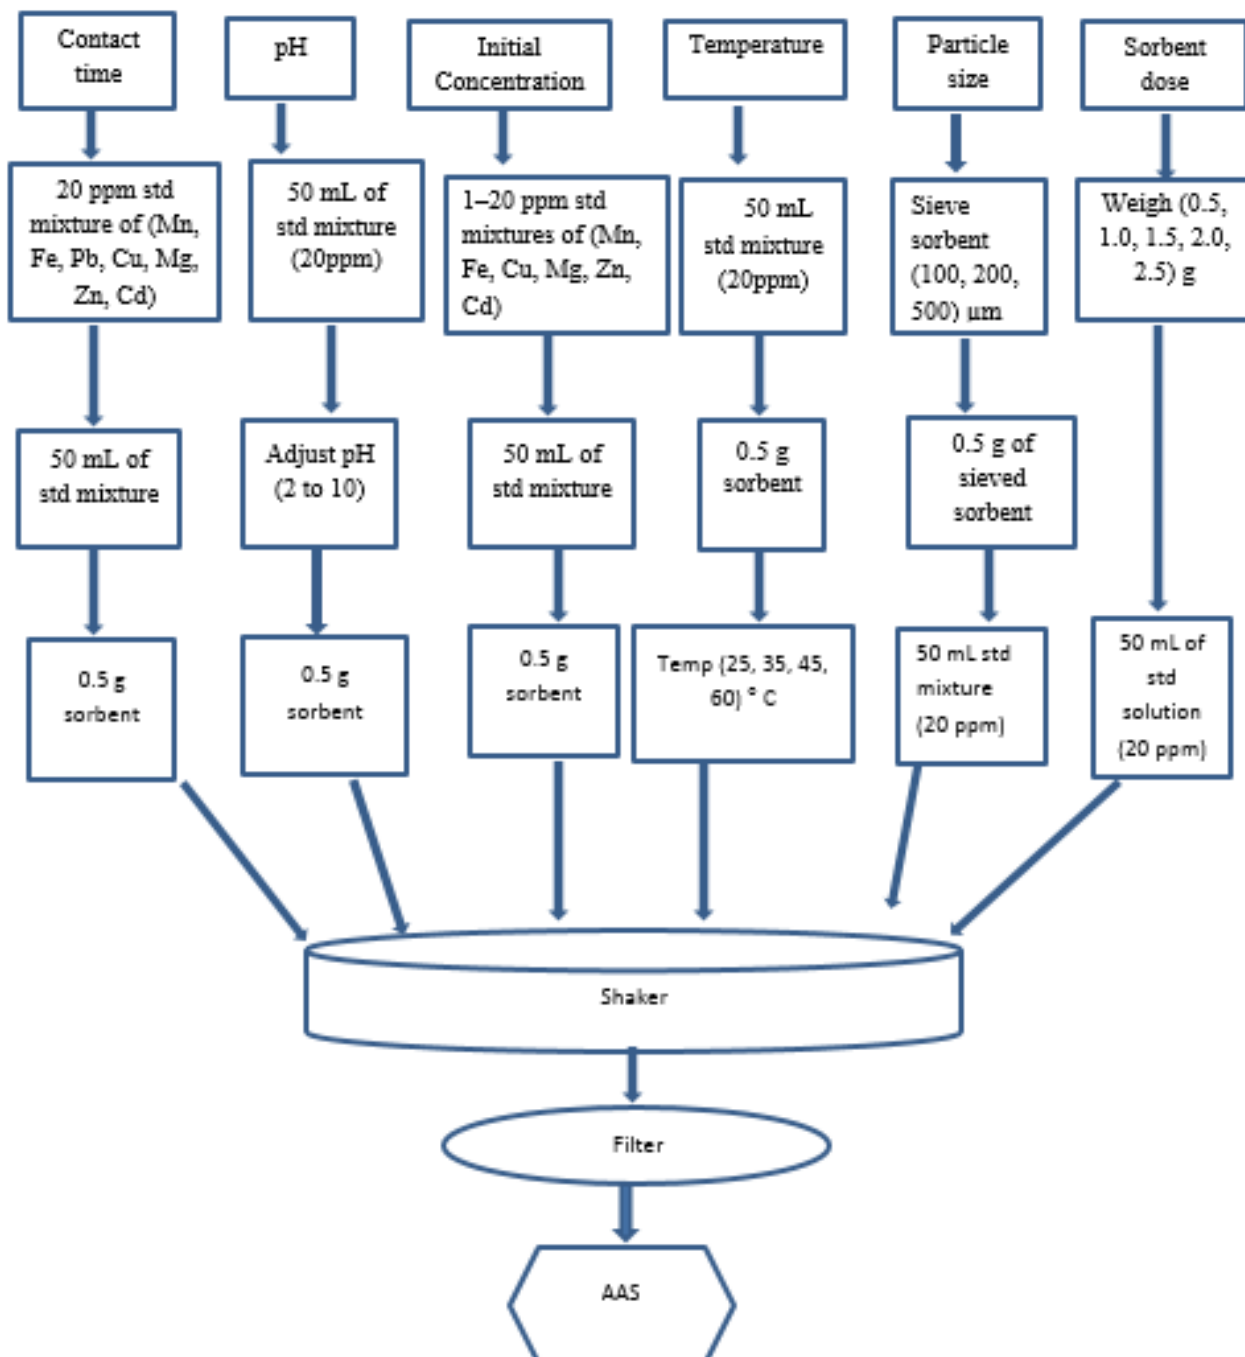 Contact
time
pH
Initial
Concentration
Temperature
Particle
size
Sorbent
dose
20 ppm std
mixture of (Mn,
Fe, Pb, Cu, Mg,
Zn, Cd)
50 mL of
std mixture
(20ppm)
1–20 ppm std
mixtures of (Mn,
Fe, Cu, Mg, Zn,
Cd)
50 mL
std mixture
(20ppm)
Sieve
sorbent
(100, 200,
500) µm
Weigh (0.5,
1.0, 1.5, 2.0,
2.5) g
50 mL of
std mixture
Adjust pH
(2 to 10)
50 mL of
std mixture
0.5 g
sorbent
0.5 g of
sieved
sorbent
0.5 g
sorbent
0.5 g
sorbent
0.5 g
sorbent
Temp (25, 35, 45,
60) ° C
50 mL std
mixture
(20 ppm)
50 mL of
std
solution
(20 ppm)
Shaker
Filter
AAS